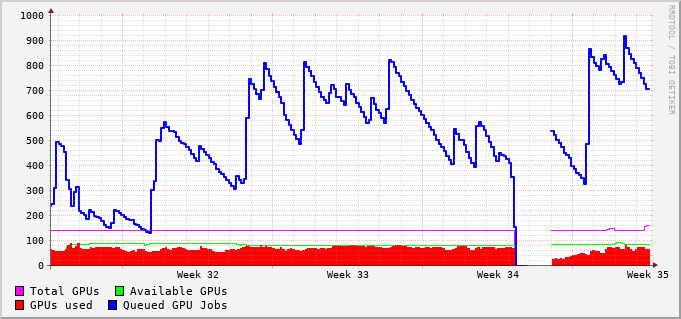 1000
900
800
700
600
500
400
300
200
100
0
Week 32 Week 33 Week 34 Week 35
Total GPUs Available GPUs
GPUs used Queued GPU Jobs
RRDTOOL / TOBI OETIKER